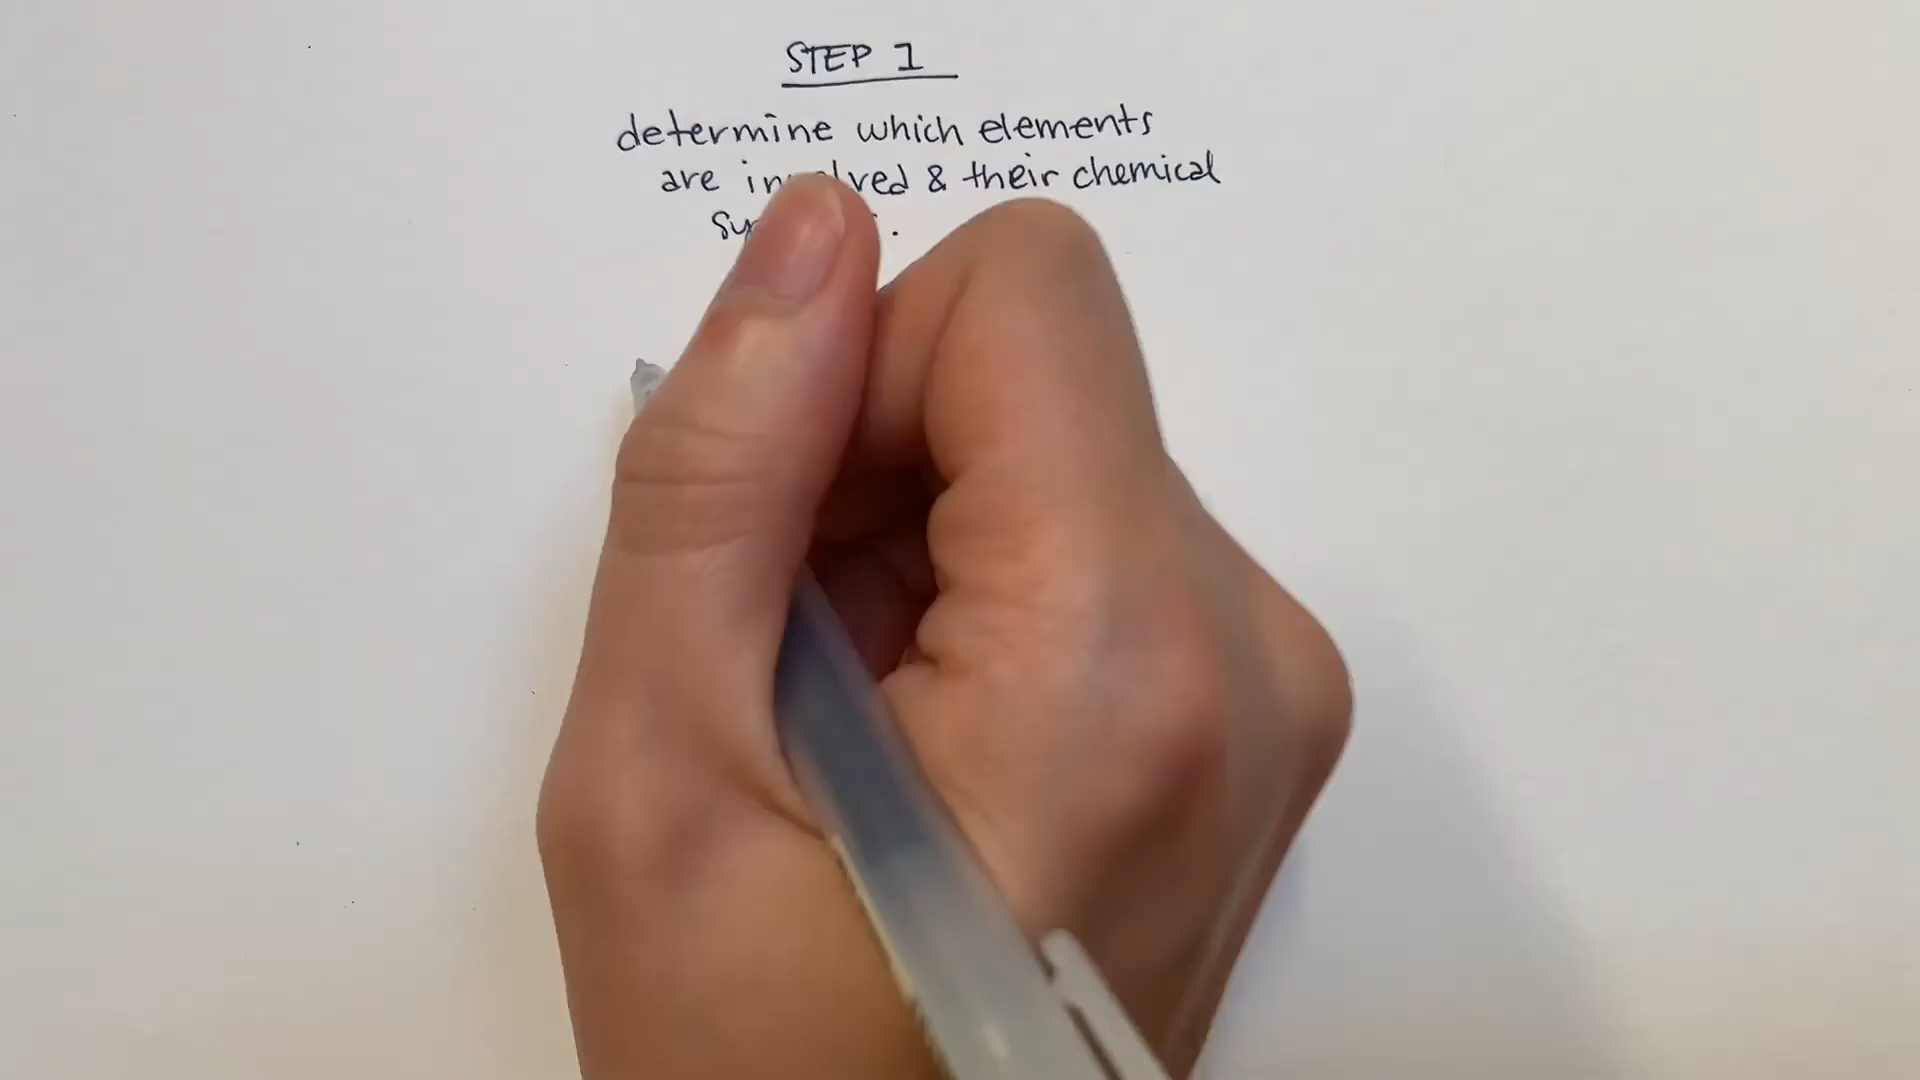 STEP 1
determine which elements
are & their chemical